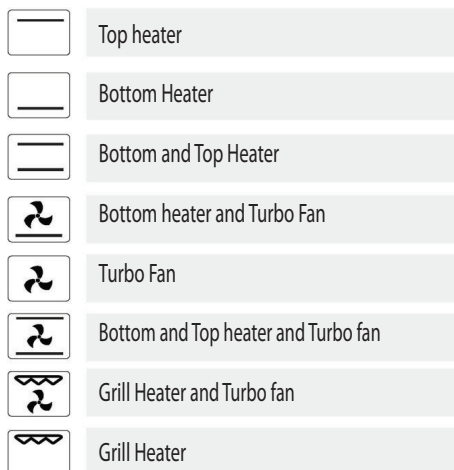 Top heater
Bottom Heater
Bottom and Top Heater
Bottom heater and Turbo Fan
Turbo Fan
Bottom and Top heater and Turbo fan
Grill Heater and Turbo fan
Grill Heater